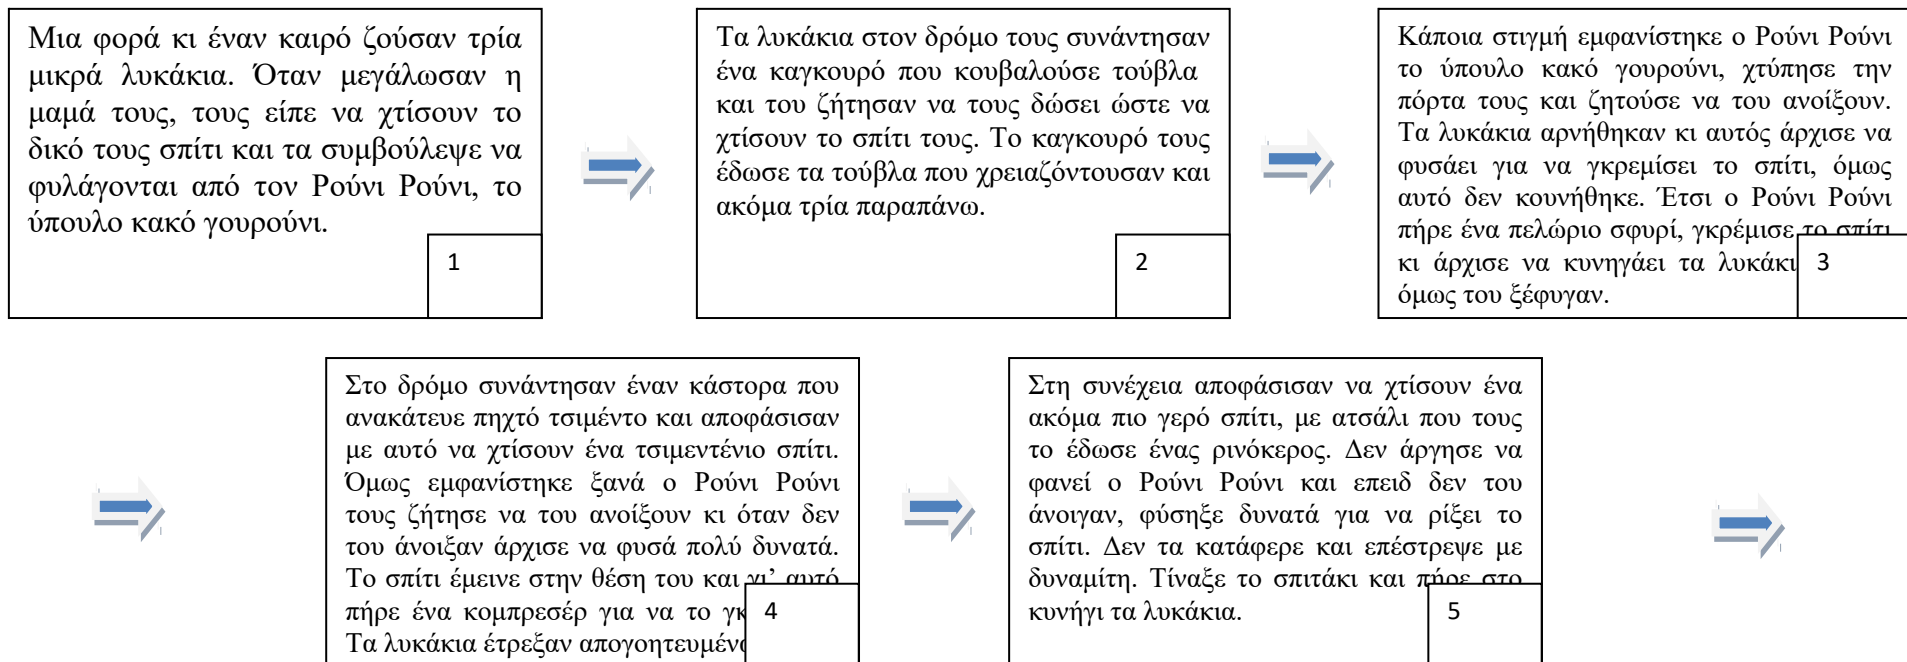 Μια φορά κι έναν καιρό ζούσαν τρία
μικρά λυκάκια. Όταν μεγάλωσαν η
μαμά τους, τους είπε να χτίσουν το
δικό τους σπίτι και τα συμβούλεψε να
φυλάγονται από τον Ρούνι Ρούνι, το
ύπουλο κακό γουρούνι.
1
Τα λυκάκια στον δρόμο τους συνάντησαν
ένα καγκουρό που κουβαλούσε τούβλα
και του ζήτησαν να τους δώσει ώστε να
χτίσουν το σπίτι τους. Το καγκουρό τους
έδωσε τα τούβλα που χρειαζόντουσαν και
ακόμα τρία παραπάνω.
2
Κάποια στιγμή εμφανίστηκε ο Ρούνι Ρούνι
το ύπουλο κακό γουρούνι, χτύπησε την
πόρτα τους και ζητούσε να του ανοίξουν.
Τα λυκάκια αρνήθηκαν κι αυτός άρχισε να
φυσάει για να γκρεμίσει το σπίτι, όμως
αυτό δεν κουνήθηκε. Έτσι ο Ρούνι Ρούνι
πήρε ένα πελώριο σφυρί, γκρέμισε το σπίτι
κι άρχισε να κυνηγάει τα λυκάκι
όμως του ξέφυγαν.
3
Στο δρόμο συνάντησαν έναν κάστορα που
ανακάτευε πηχτό τσιμέντο και αποφάσισαν
με αυτό να χτίσουν ένα τσιμεντένιο σπίτι.
Όμως εμφανίστηκε ξανά ο Ρούνι Ρούνι
τους ζήτησε να του ανοίξουν κι όταν δεν
του άνοιξαν άρχισε να φυσά πολύ δυνατά.
Το σπίτι έμεινε στην θέση του και γι' αυτό
πήρε ένα κομπρεσέρ για να το γκ
Τα λυκάκια έτρεξαν απογοητευμένα
4
Στη συνέχεια αποφάσισαν να χτίσουν ένα
ακόμα πιο γερό σπίτι, με ατσάλι που τους
το έδωσε ένας ρινόκερος. Δεν άργησε να
φανεί ο Ρούνι Ρούνι και επειδ δεν του
άνοιγαν, φύσηξε δυνατά για να ρίξει το
σπίτι. Δεν τα κατάφερε και επέστρεψε με
δυναμίτη. Τίναξε το σπιτάκι και πήρε στο
κυνήγι τα λυκάκια.
5